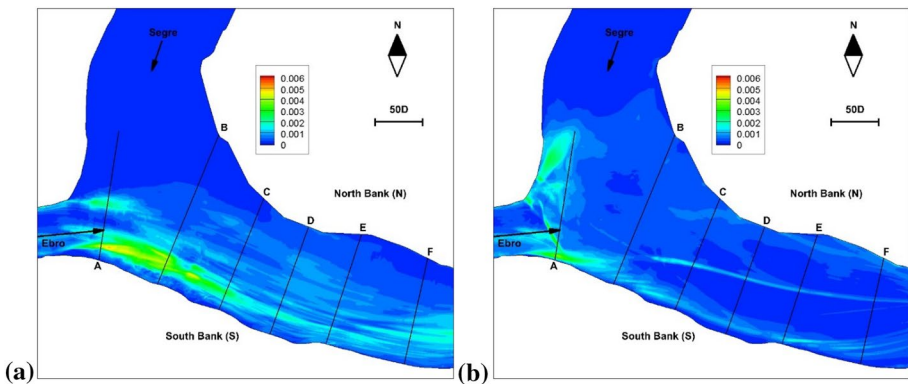 Segre
N
0.006
0.005
0.004
0.003
0.002
0.001
0
50D
B
C
North Bank (N)
D
E
Ebro
F
A
South Bank (S)
(a)
Segre
N
0.006
0.005
0.004
0.003
0.002
0.001
0
50D
B
C
North Bank (N)
D
E
Ebro
F
A
South Bank (S)
(b)